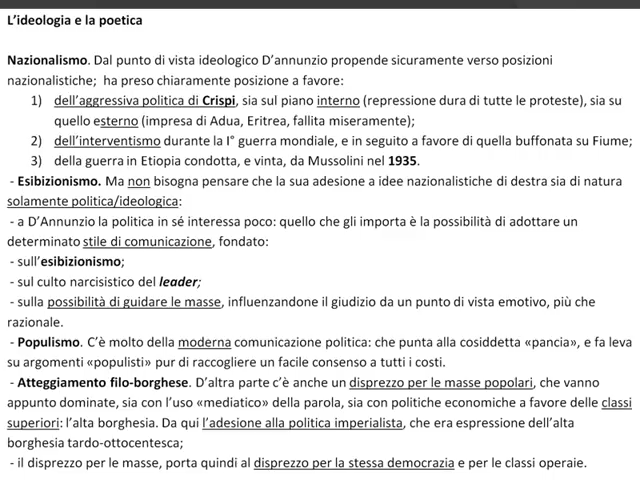 L'ideologia e la poetica
Nazionalismo. Dal punto di vista ideologico D'annunzio propende sicuramente verso posizioni
nazionalistiche; ha preso chiaramente posizione a favore:
1) dell'aggressiva politica di Crispi, sia sul piano interno (repressione dura di tutte le proteste), sia su
quello esterno (impresa di Adua, Eritrea, fallita miseramente);
2) dell'interventismo durante la I° guerra mondiale, e in seguito a favore di quella buffonata su Fiume;
3) della guerra in Etiopia condotta, e vinta, da Mussolini nel 1935.
- Esibizionismo. Ma non bisogna pensare che la sua adesione a idee nazionalistiche di destra sia di natura
solamente politica/ideologica:
- a D'Annunzio la politica in sé interessa poco: quello che gli importa è la possibilità di adottare un
determinato stile di comunicazione, fondato:
- sull'esibizionismo;
- sul culto narcisistico del leader;
- sulla possibilità di guidare le masse, influenzandone il giudizio da un punto di vista emotivo, più che
razionale.
- Populismo. C'è molto della moderna comunicazione politica: che punta alla cosiddetta «pancia», e fa leva
su argomenti «populisti» pur di raccogliere un facile consenso a tutti i costi.
- Atteggiamento filo-borghese. D'altra parte c'è anche un disprezzo per le masse popolari, che vanno
appunto dominate, sia con l'uso «mediatico» della parola, sia con politiche economiche a favore delle classi
superiori: l'alta borghesia. Da qui l'adesione alla politica imperialista, che era espressione dell'alta
borghesia tardo-ottocentesca;
- il disprezzo per le masse, porta quindi al disprezzo per la stessa democrazia e per le classi operaie.